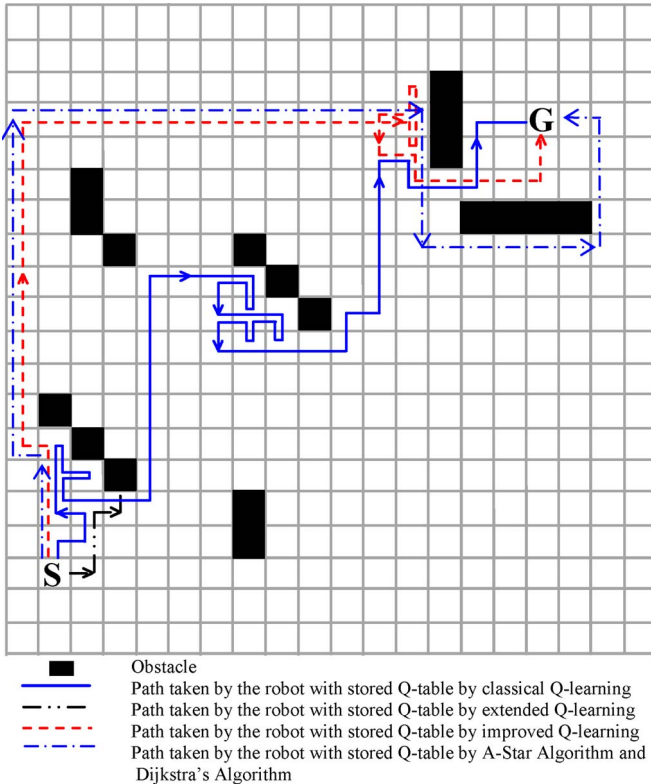 G
S
Obstacle
Path taken by the robot with stored Q-table by classical Q-learning
Path taken by the robot with stored Q-table by extended Q-learning
Path taken by the robot with stored Q-table by improved Q-learning
Path taken by the robot with stored Q-table by A-Star Algorithm and
Dijkstra's Algorithm